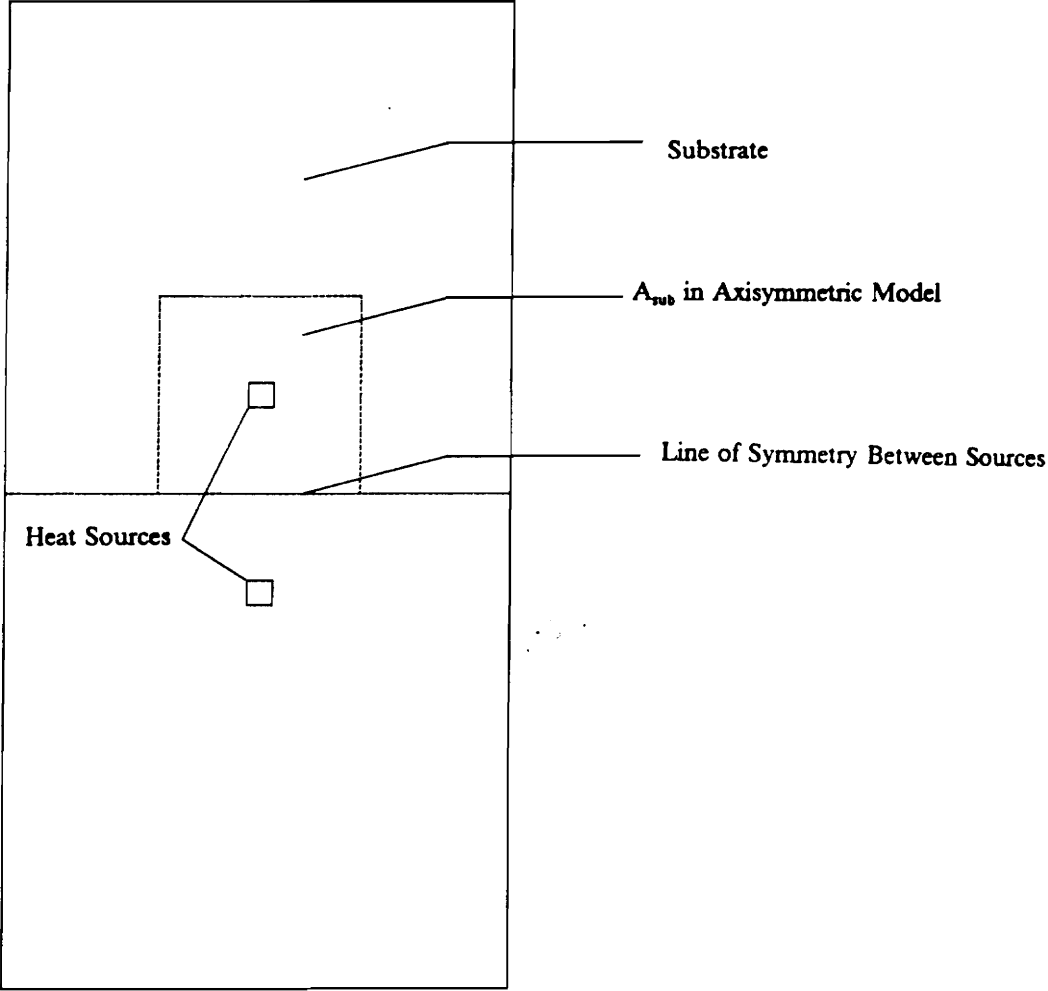 Substrate
A_sub in Axisymmetric Model
Line of Symmetry Between Sources
Heat Sources